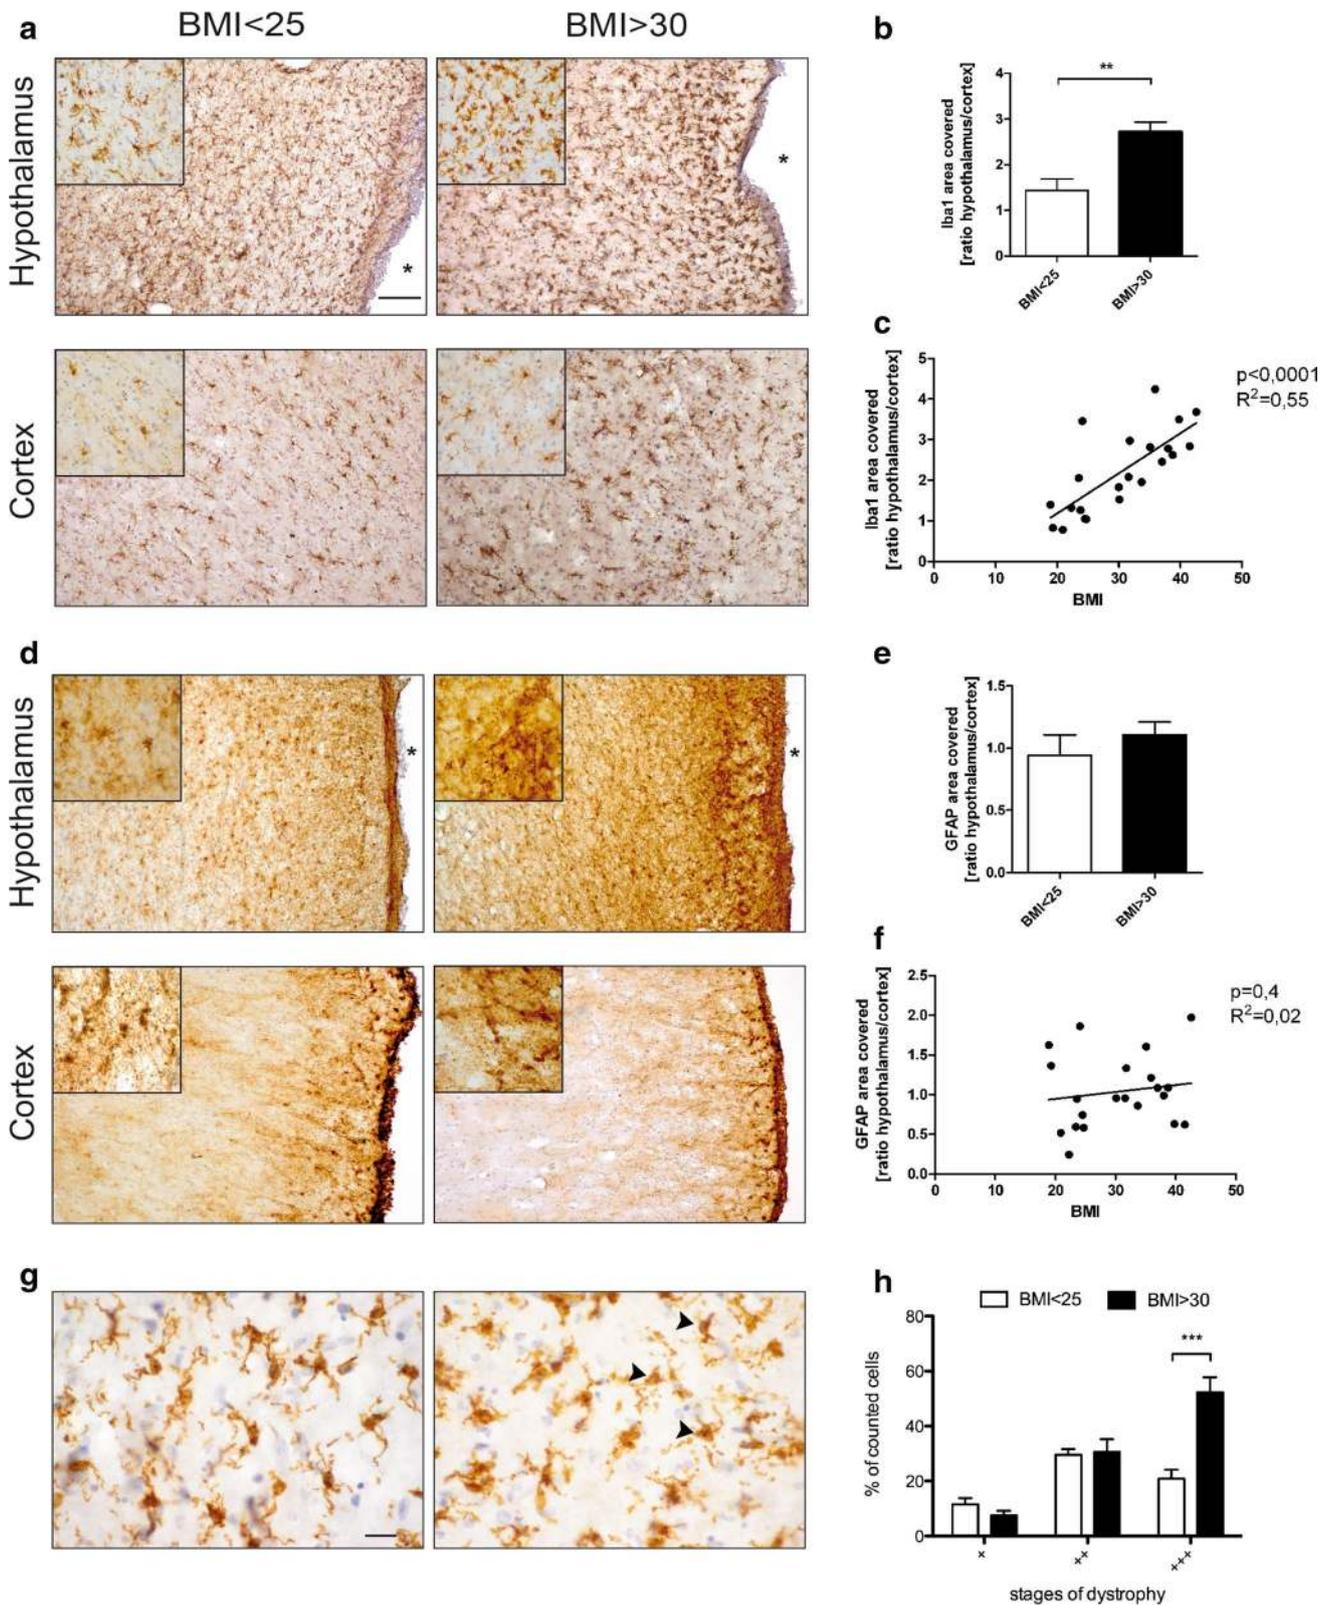 a
BMI<25
BMI>30
Hypothalamus
*
*
Cortex
b
Iba1 area covered
[ratio hypothalamus/cortex]
4
3
2
1
0
**
BMI<25
BMI>30
c
Iba1 area covered
[ratio hypothalamus/cortex]
5
4
3
2
1
0
0 10 20 30 40 50
BMI
p<0,0001
R²=0,55
d
Hypothalamus
*
*
Cortex
e
GFAP area covered
[ratio hypothalamus/cortex]
1.5
1.0
0.5
0.0
BMI<25
BMI>30
f
GFAP area covered
[ratio hypothalamus/cortex]
2.5
2.0
1.5
1.0
0.5
0.0
0 10 20 30 40 50
BMI
p=0,4
R²=0,02
g
h
BMI<25 BMI>30
% of counted cells
80
60
40
20
0
***
+ ++ +++
stages of dystrophy